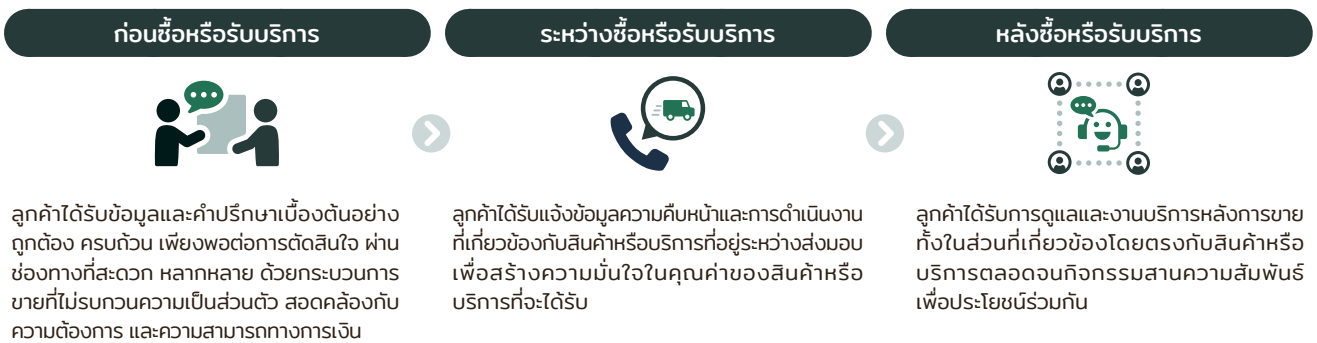 ก่อนซื้อหรือรับบริการ
ลูกค้าได้รับข้อมูลและคำปรึกษาเบื้องต้นอย่าง
ถูกต้อง ครบถ้วน เพียงพอต่อการตัดสินใจ ผ่าน
ช่องทางที่สะดวก หลากหลาย ด้วยกระบวนการ
ขายที่ไม่รบกวนความเป็นส่วนตัว สอดคล้องกับ
ความต้องการ และความสามารถทางการเงิน
ระหว่างซื้อหรือรับบริการ
ลูกค้าได้รับแจ้งข้อมูลความคืบหน้าและการดำเนินงาน
ที่เกี่ยวข้องกับสินค้าหรือบริการที่อยู่ระหว่างส่งมอบ
เพื่อสร้างความมั่นใจในคุณค่าของสินค้าหรือ
บริการที่จะได้รับ
หลังซื้อหรือรับบริการ
ลูกค้าได้รับการดูแลและงานบริการหลังการขาย
ทั้งในส่วนที่เกี่ยวข้องโดยตรงกับสินค้าหรือ
บริการตลอดจนกิจกรรมสานความสัมพันธ์
เพื่อประโยชน์ร่วมกัน